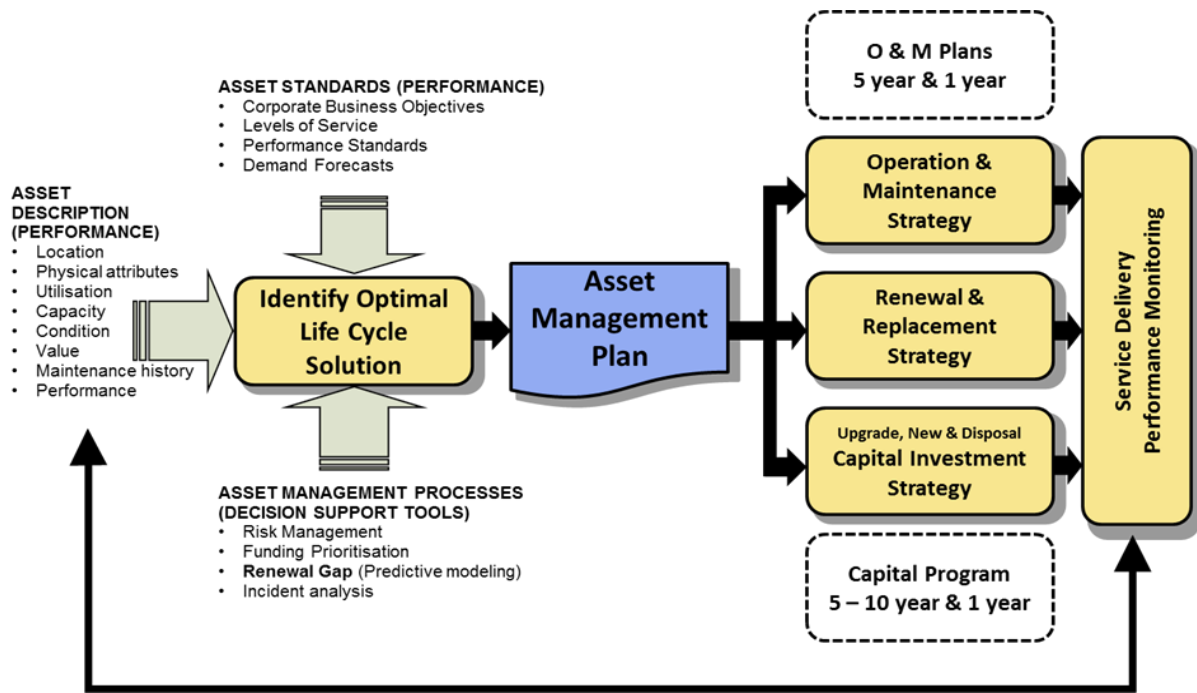 ASSET STANDARDS (PERFORMANCE)
• Corporate Business Objectives
• Levels of Service
• Performance Standards
• Demand Forecasts
ASSET
DESCRIPTION
(PERFORMANCE)
• Location
• Physical attributes
• Utilisation
• Capacity
• Condition
• Value
• Maintenance history
• Performance
Identify Optimal
Life Cycle
Solution
ASSET MANAGEMENT PROCESSES
(DECISION SUPPORT TOOLS)
• Risk Management
• Funding Prioritisation
• Renewal Gap (Predictive modeling)
• Incident analysis
Asset
Management
Plan
O & M Plans
5 year & 1 year
Operation &
Maintenance
Strategy
Renewal &
Replacement
Strategy
Upgrade, New & Disposal
Capital Investment
Strategy
Capital Program
5 – 10 year & 1 year
Service Delivery
Performance Monitoring